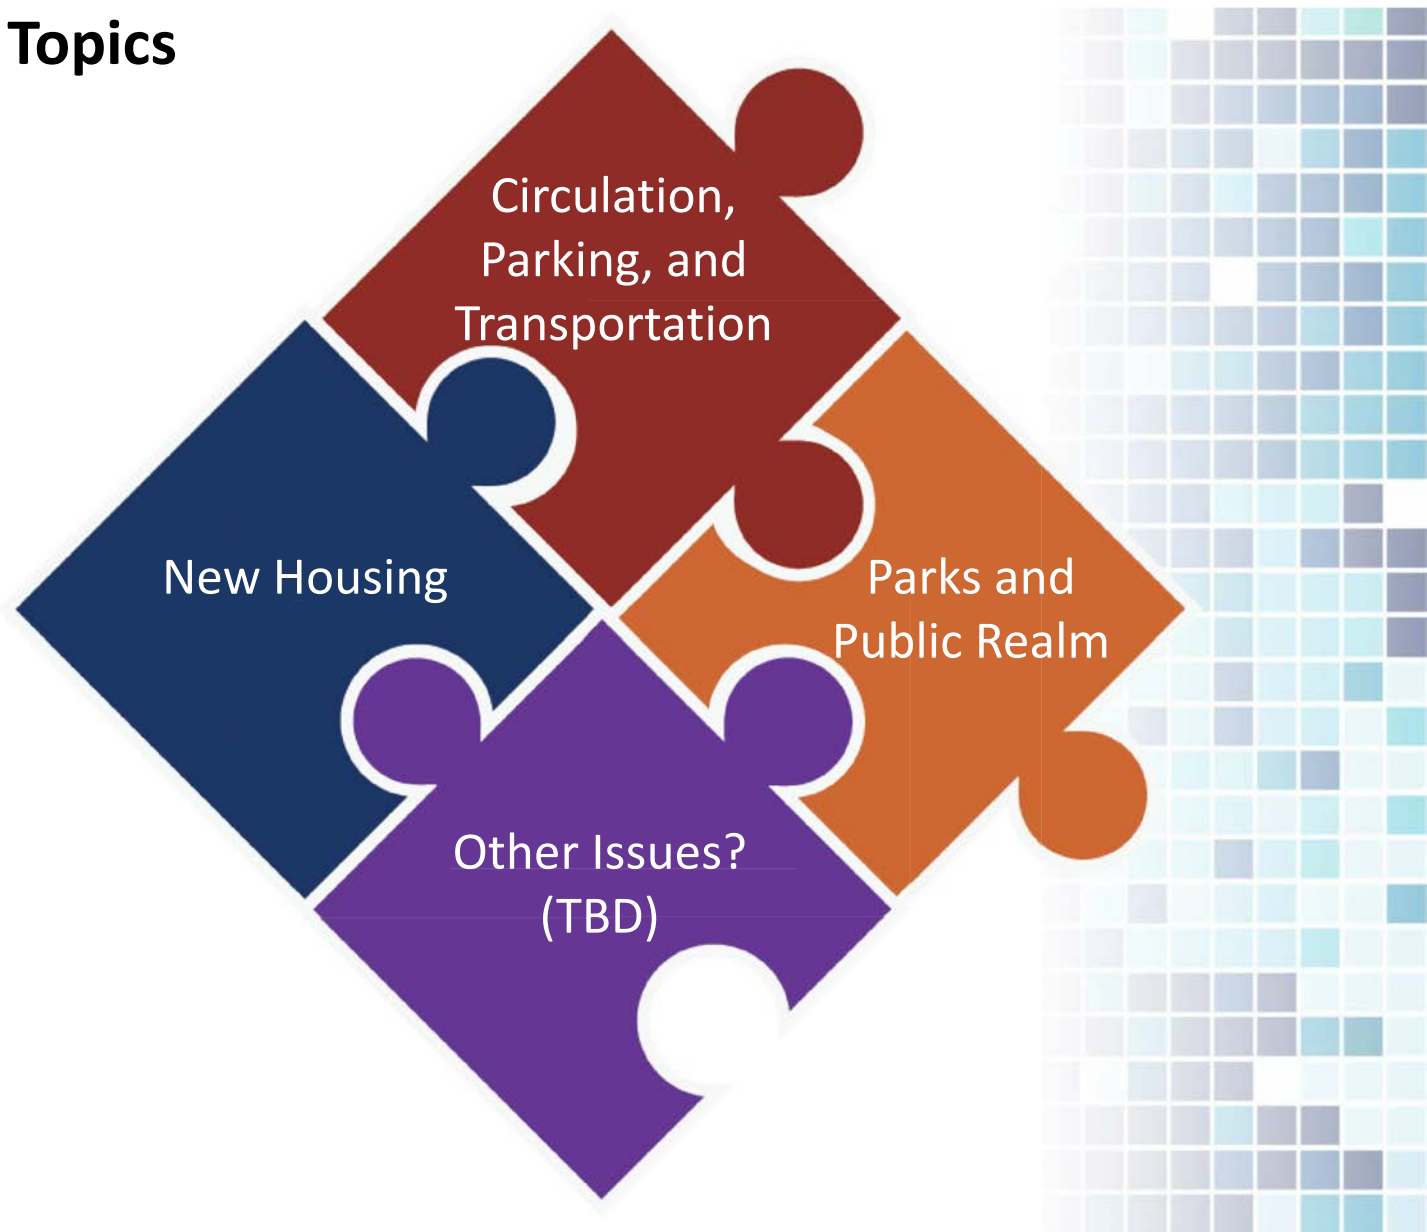 Topics
Circulation,
Parking, and
Transportation
New Housing
Parks and
Public Realm
Other Issues?
(TBD)